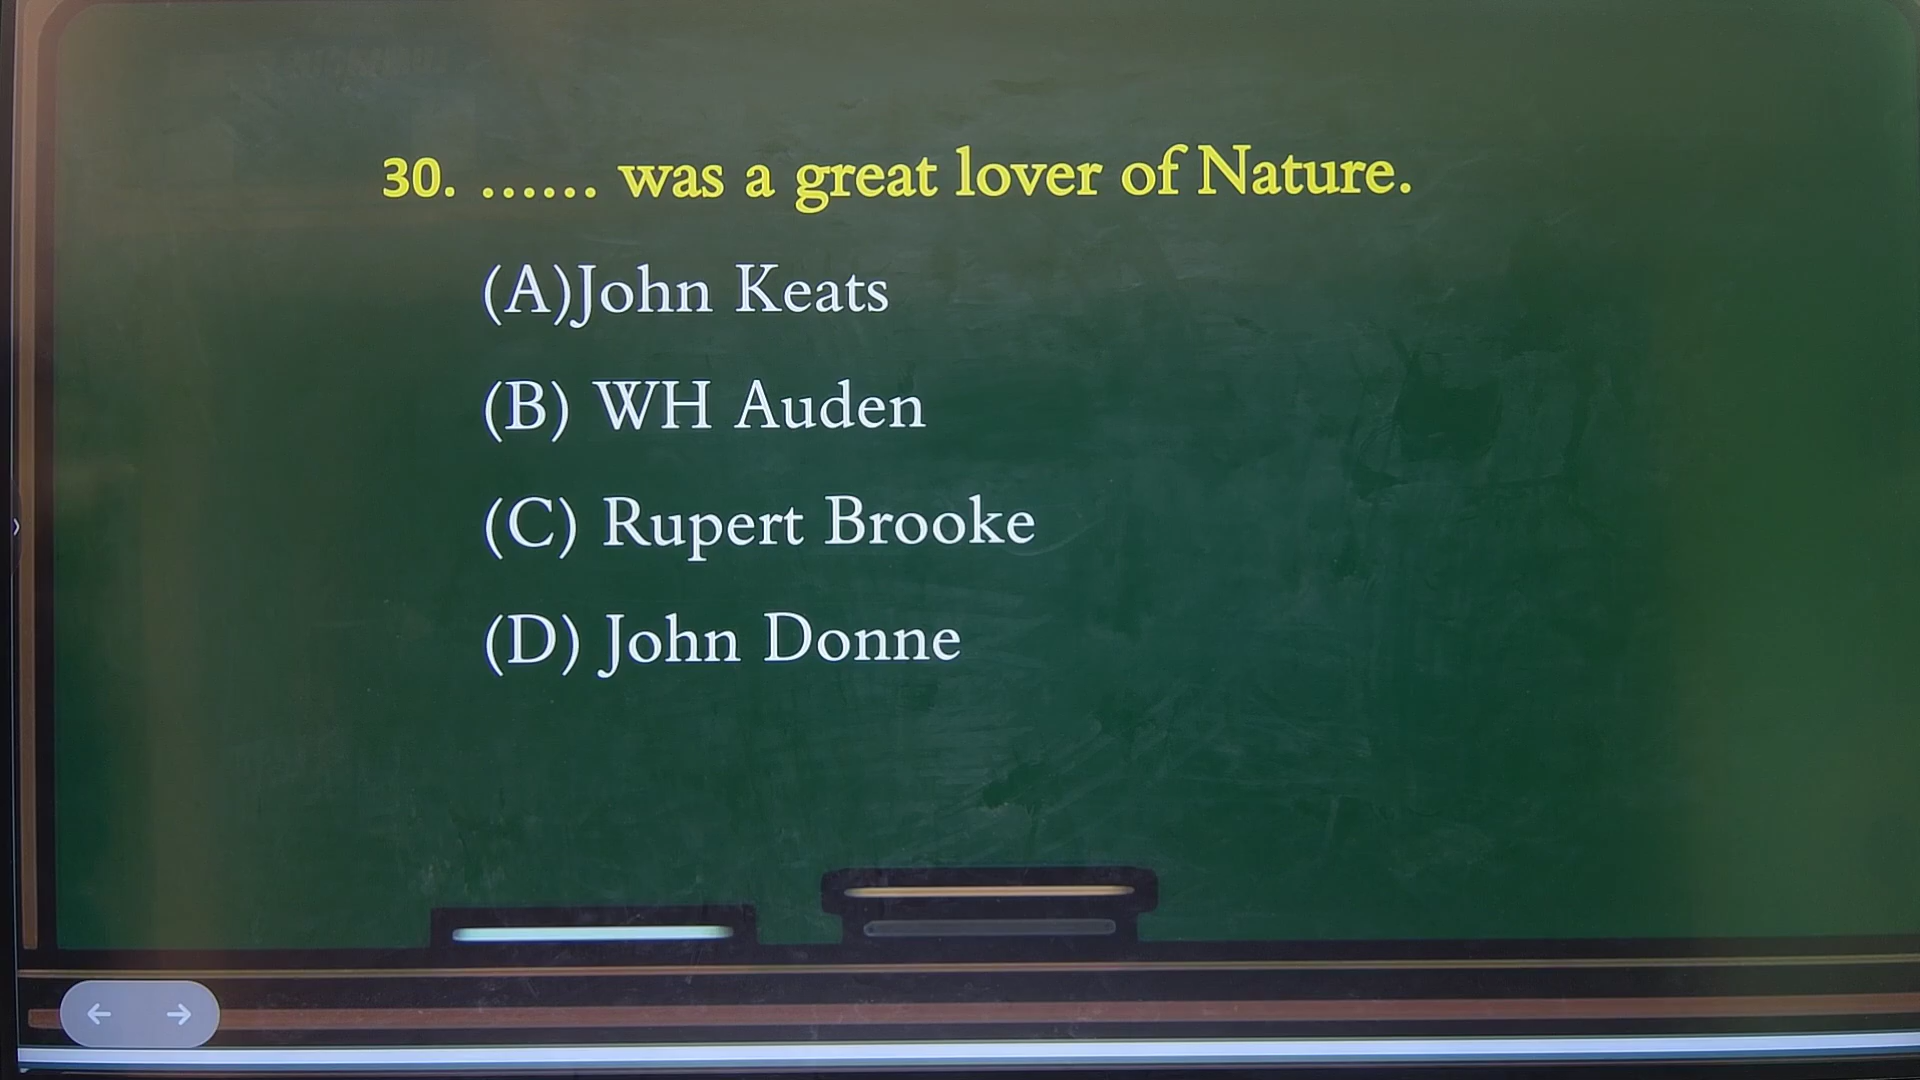 30. ...... was a great lover of Nature.
(A)John Keats
(B) WH Auden
(C) Rupert Brooke
(D) John Donne